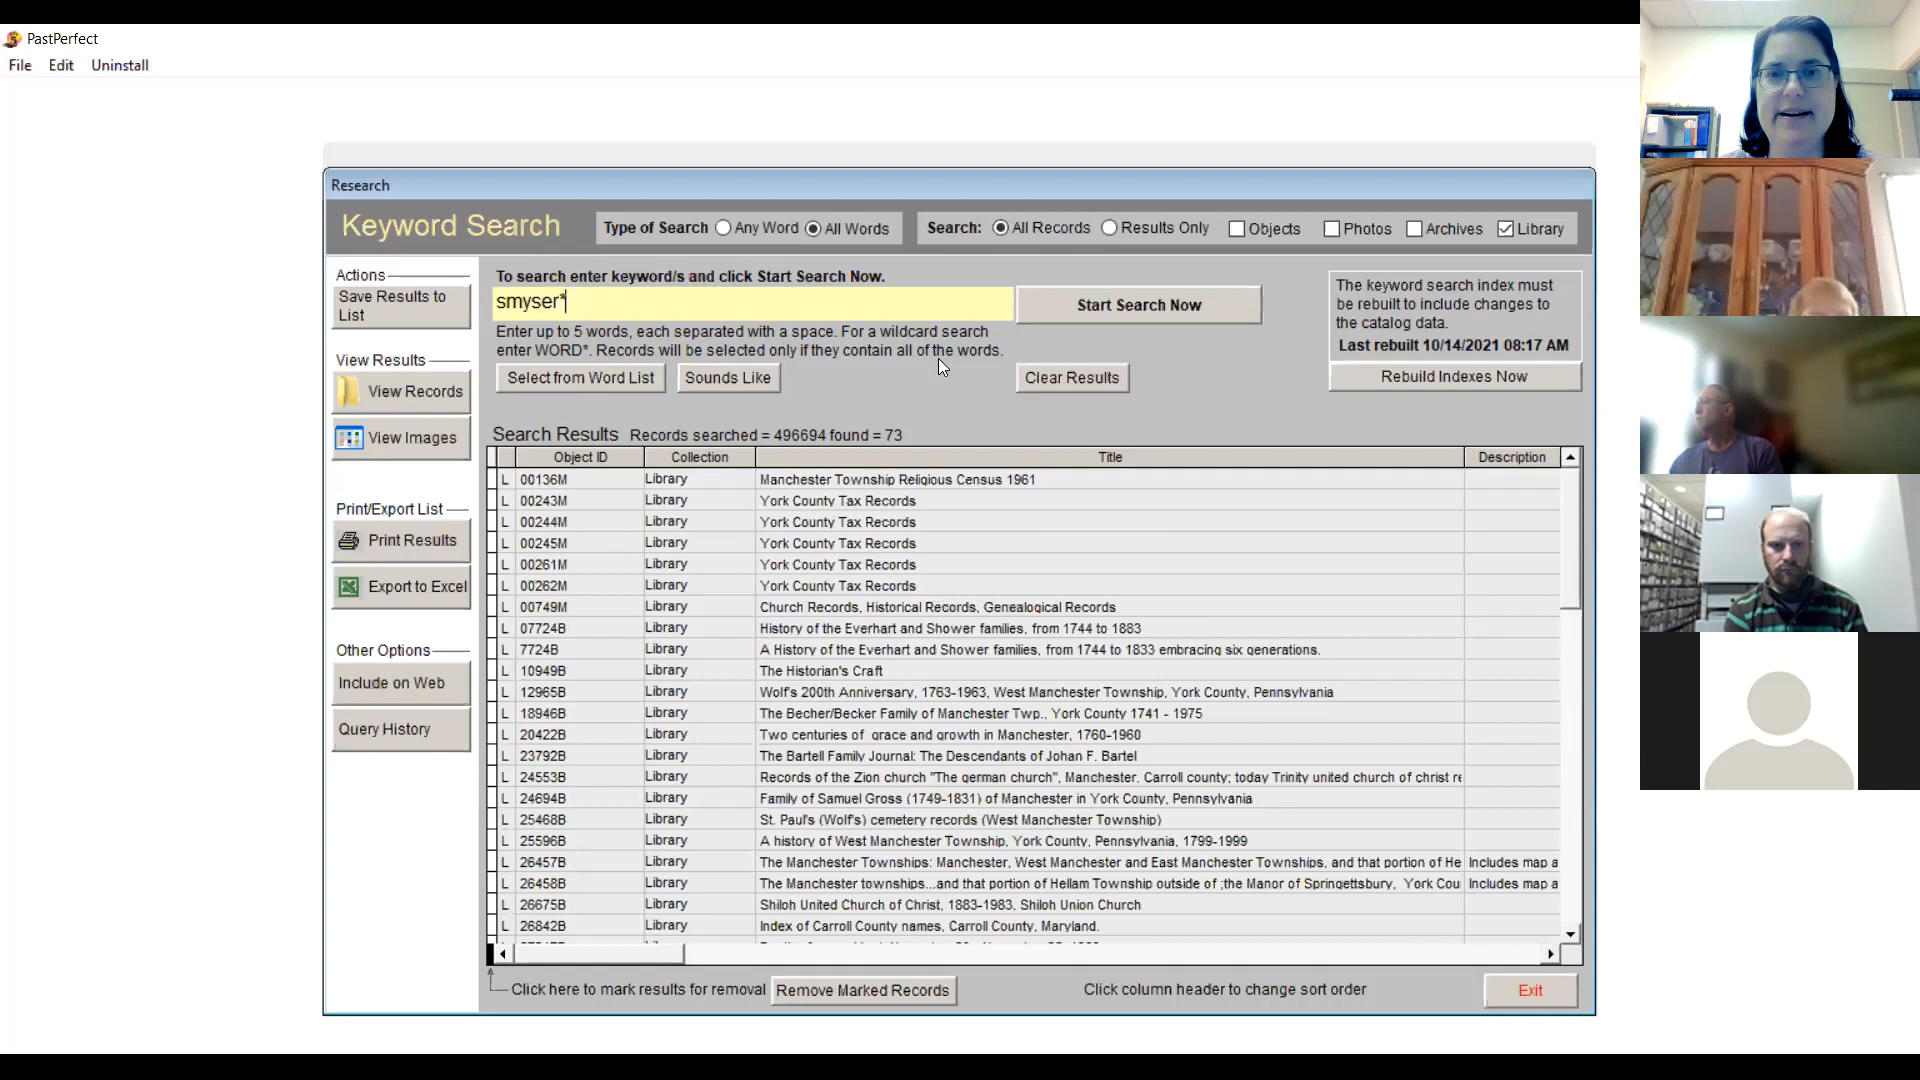 PastPerfect
File Edit Uninstall
Research
Keyword Search
Type of Search Any Word All Words
Search: All Records Results Only Objects Photos Archives Library
Actions
Save Results to
List
View Results
View Records
View Images
Print/Export List
Print Results
Export to Excel
Other Options
Include on Web
Query History
To search enter keyword/s and click Start Search Now.
smyser*
Start Search Now
Enter up to 5 words, each separated with a space. For a wildcard search
enter WORD*. Records will be selected only if they contain all of the words.
Select from Word List Sounds Like Clear Results
The keyword search index must
be rebuilt to include changes to
the catalog data.
Last rebuilt 10/14/2021 08:17 AM
Rebuild Indexes Now
Search Results Records searched = 496694 found = 73
Object ID Collection Title Description
L 00136M Library Manchester Township Religious Census 1961
L 00243M Library York County Tax Records
L 00244M Library York County Tax Records
L 00245M Library York County Tax Records
L 00261M Library York County Tax Records
L 00262M Library York County Tax Records
L 00749M Library Church Records, Historical Records, Genealogical Records
L 07724B Library History of the Everhart and Shower families, from 1744 to 1883
L 7724B Library A History of the Everhart and Shower families, from 1744 to 1833 embracing six generations.
L 10949B Library The Historian's Craft
L 12965B Library Wolf's 200th Anniversary, 1763-1963, West Manchester Township, York County, Pennsylvania
L 18946B Library The Becher/Becker Family of Manchester Twp., York County 1741 - 1975
L 20422B Library Two centuries of grace and growth in Manchester, 1760-1960
L 23792B Library The Bartell Family Journal: The Descendants of Johan F. Bartel
L 24553B Library Records of the Zion church "The german church", Manchester, Carroll county; today Trinity united church of christ re
L 24694B Library Family of Samuel Gross (1749-1831) of Manchester in York County, Pennsylvania
L 25468B Library St. Paul's (Wolf's) cemetery records (West Manchester Township)
L 25596B Library A history of West Manchester Township, York County, Pennsylvania, 1799-1999
L 26457B Library The Manchester Townships: Manchester, West Manchester and East Manchester Townships, and that portion of He Includes map a
L 26458B Library The Manchester townships...and that portion of Hellam Township outside of ;the Manor of Springettsbury, York Cou Includes map a
L 26675B Library Shiloh United Church of Christ, 1883-1983, Shiloh Union Church
L 26842B Library Index of Carroll County names, Carroll County, Maryland.
Click here to mark results for removal Remove Marked Records Click column header to change sort order Exit